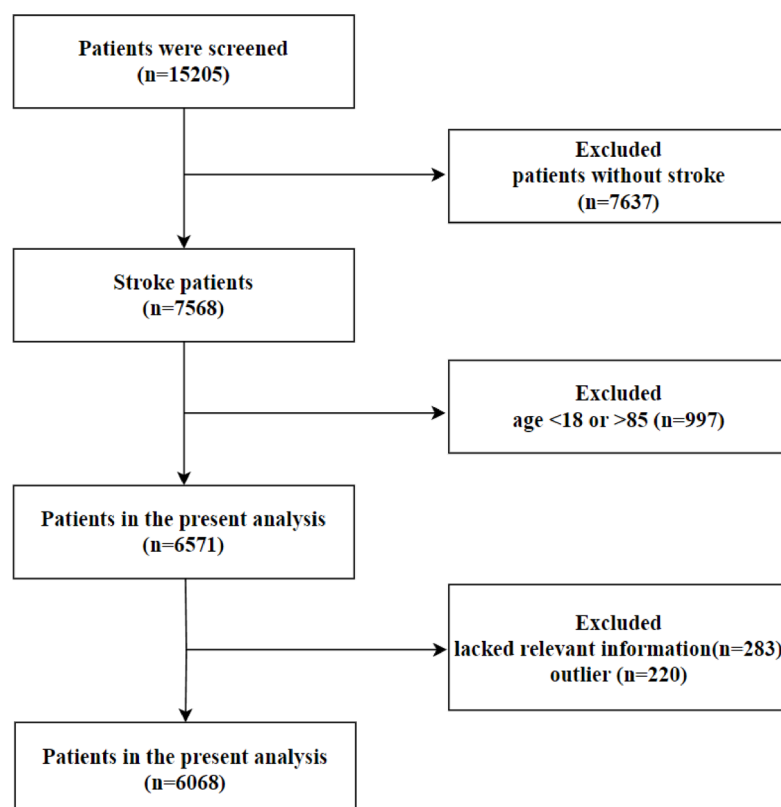 Patients were screened
(n=15205)
Excluded
patients without stroke
(n=7637)
Stroke patients
(n=7568)
Excluded
age <18 or >85 (n=997)
Patients in the present analysis
(n=6571)
Excluded
lacked relevant information(n=283)
outlier (n=220)
Patients in the present analysis
(n=6068)